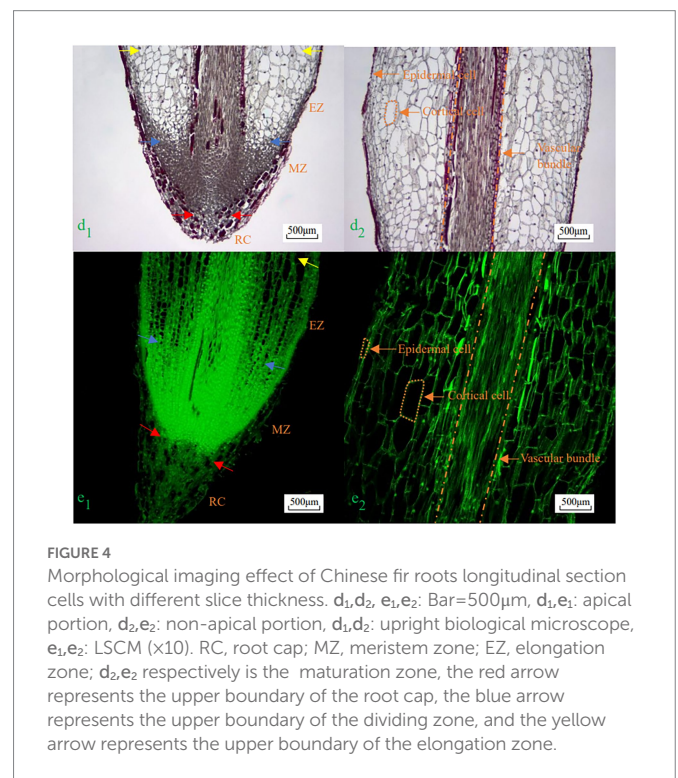 EZ
MZ
RC
d1
500μm
Epidermal cell
Cortical cell
Vascular
bundle
d2
500μm
EZ
MZ
RC
e1
500μm
Epidermal cell
Cortical cell
Vascular bundle
e2
500μm
FIGURE 4
Morphological imaging effect of Chinese fir roots longitudinal section
cells with different slice thickness. d1,d2, e1,e2: Bar=500μm, d1,e1: apical
portion, d2,e2: non-apical portion, d1,d2: upright biological microscope,
e1,e2: LSCM (×10). RC, root cap; MZ, meristem zone; EZ, elongation
zone; d2,e2 respectively is the maturation zone, the red arrow
represents the upper boundary of the root cap, the blue arrow
represents the upper boundary of the dividing zone, and the yellow
arrow represents the upper boundary of the elongation zone.